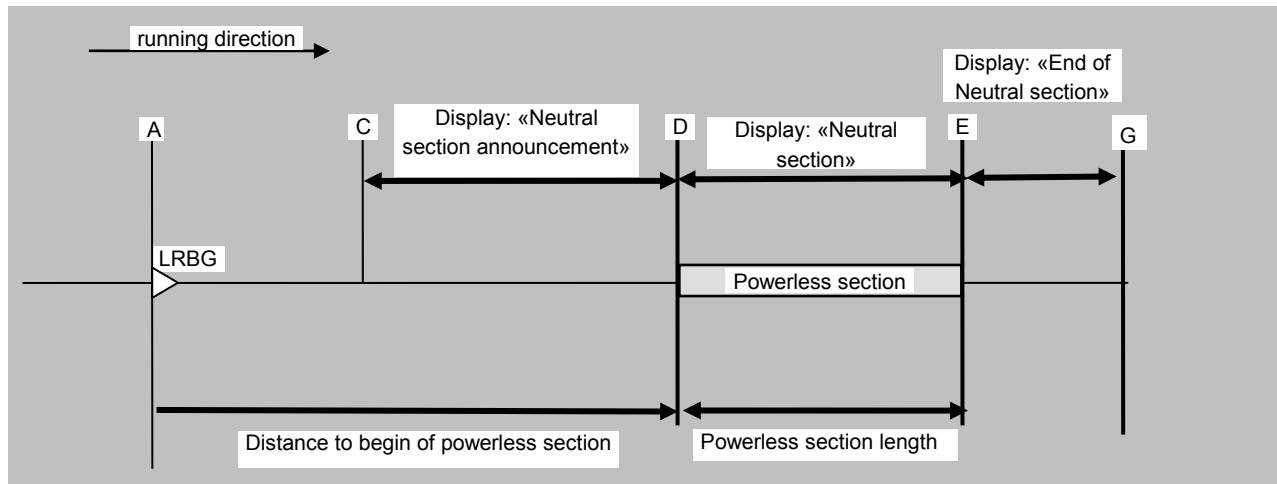 running direction
Display: «End of
Neutral section»
A
C
Display: «Neutral
section announcement»
D
Display: «Neutral
section»
E
G
LRBG
Powerless section
Distance to begin of powerless section
Powerless section length